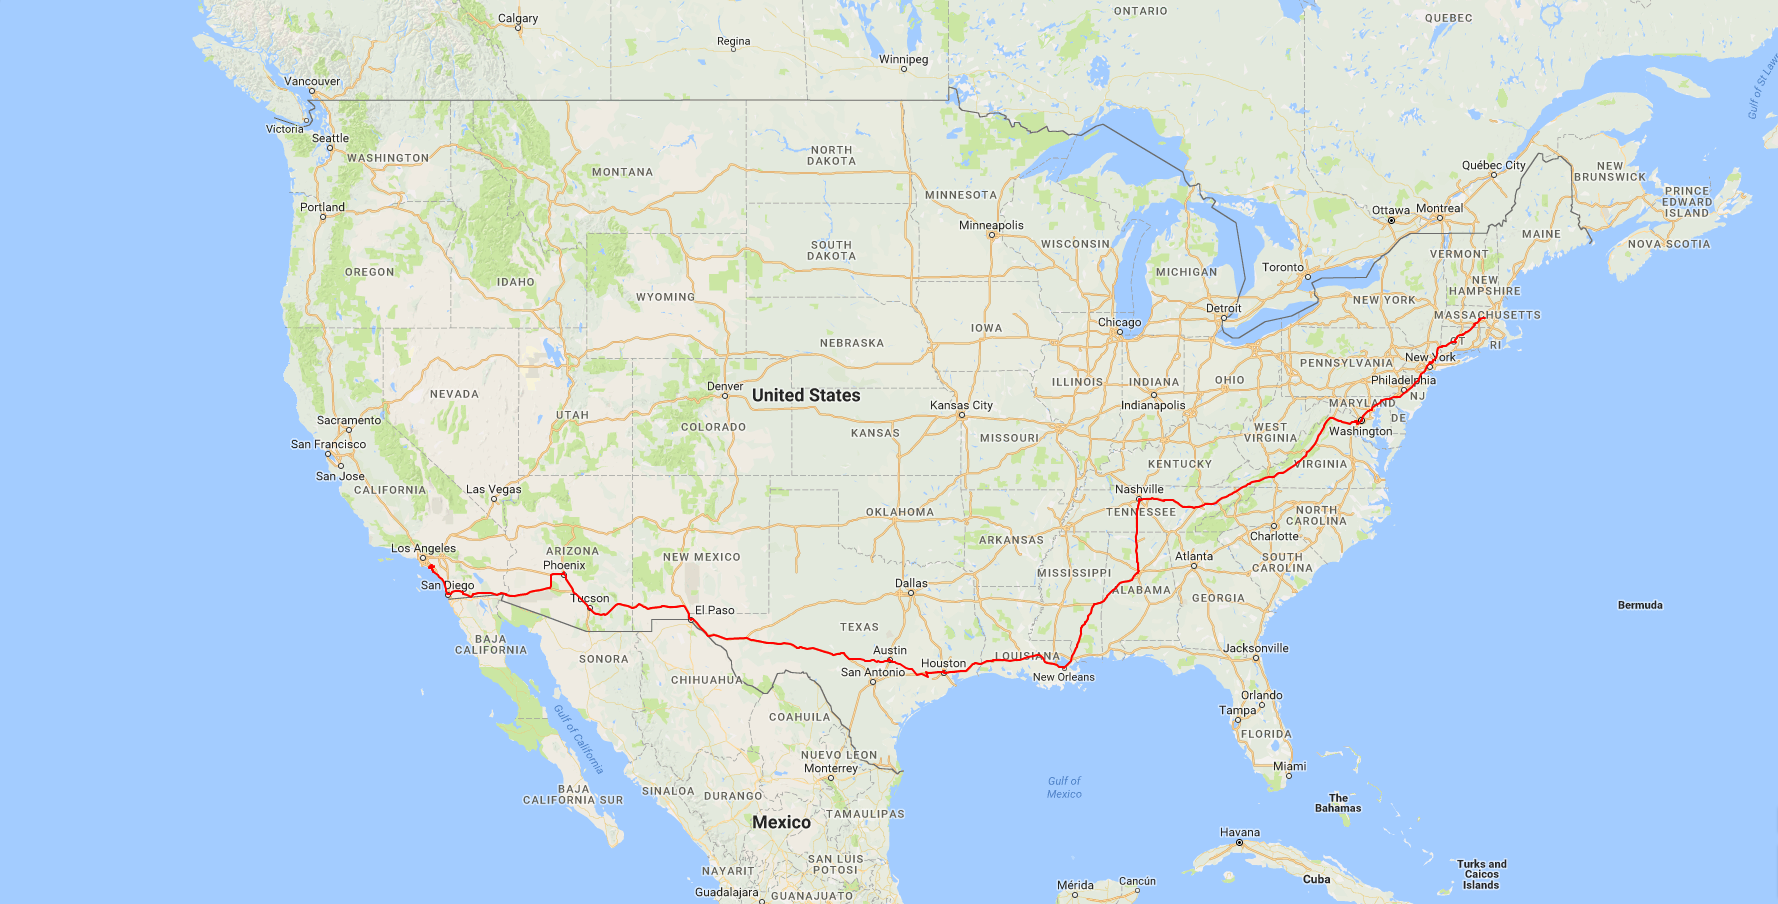 ONTARIO
QUEBEC
Calgary
Regina
Winnipeg
Vancouver
Victoria
Seattle
WASHINGTON
Gulf of St Law
NORTH
DAKOTA
MONTANA
MINNESOTA
Québec City
NEW
BRUNSWICK
PRINCE
EDWARD
ISLAND
Portland
Minneapolis
Ottawa
Montreal
MAINE
NOVA SCOTIA
SOUTH
DAKOTA
WISCONSIN
VERMONT
OREGON
IDAHO
MICHIGAN
Toronto
NEW
HAMPSHIRE
WYOMING
NEW YORK
Detroit
MASSACHUSETTS
Chicago
IOWA
NEBRASKA
CT
RI
New York
PENNSYLVANIA
Denver
United States
ILLINOIS
INDIANA
OHIO
Philadelphia
NEVADA
Kansas City
Indianapolis
MARYLAND
NJ
UTAH
DE
Sacramento
COLORADO
KANSAS
MISSOURI
WEST
VIRGINIA
Washington
San Francisco
San Jose
KENTUCKY
VIRGINIA
CALIFORNIA
Las Vegas
Nashville
TENNESSEE
OKLAHOMA
NORTH
CAROLINA
Charlotte
Los Angeles
ARIZONA
Phoenix
NEW MEXICO
ARKANSAS
Atlanta
SOUTH
CAROLINA
MISSISSIPPI
San Diego
Dallas
ALABAMA
GEORGIA
Tucson
El Paso
Bermuda
TEXAS
BAJA
CALIFORNIA
SONORA
Austin
LOUISIANA
Jacksonville
Houston
San Antonio
New Orleans
CHIHUAHUA
Orlando
Tampa
COAHUILA
Gulf of California
FLORIDA
NUEVO LEON
Monterrey
Miami
Gulf of
Mexico
BAJA
CALIFORNIA SUR
SINALOA
DURANGO
The
Bahamas
TAMAULIPAS
Mexico
Havana
SAN LUIS
POTOSI
NAYARIT
Turks and
Caicos
Islands
Cuba
Mérida
Cancún
Guadalajara
GUANAJUATO